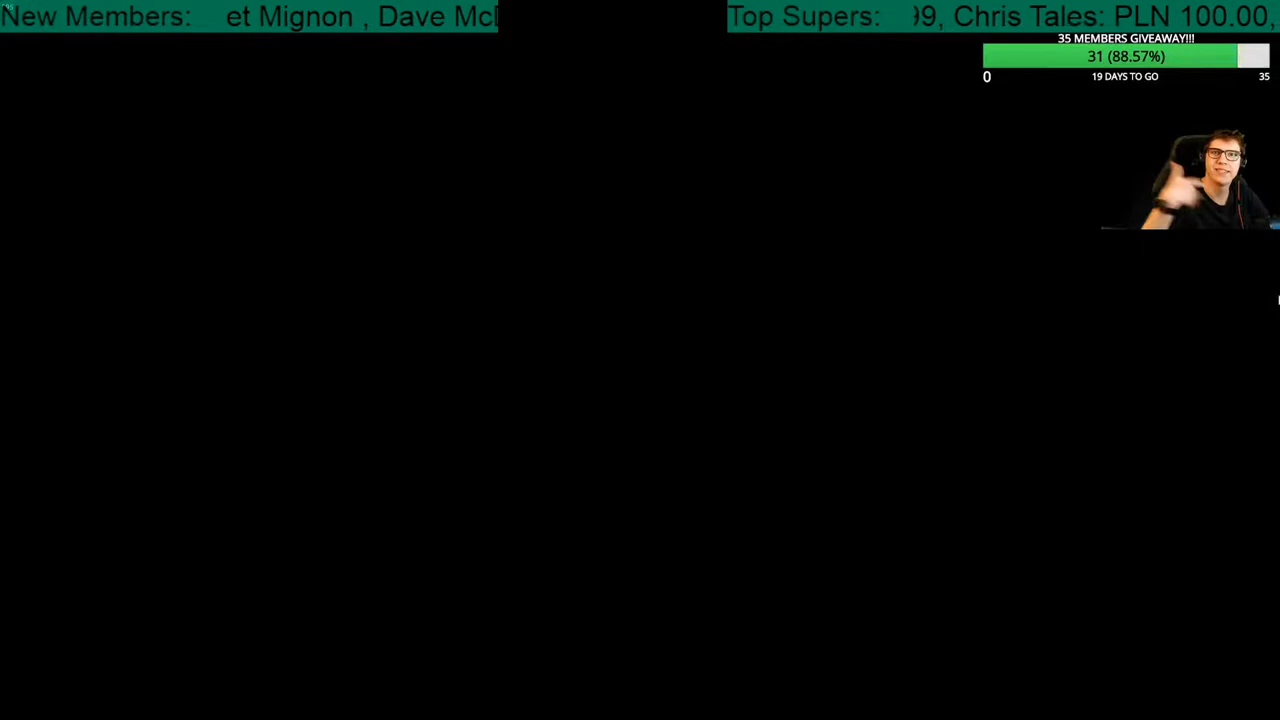 New Members: et Mignon , Dave McD
Top Supers: 99, Chris Tales: PLN 100.00,
35 MEMBERS GIVEAWAY!!!
31 (88.57%)
0 19 DAYS TO GO 35